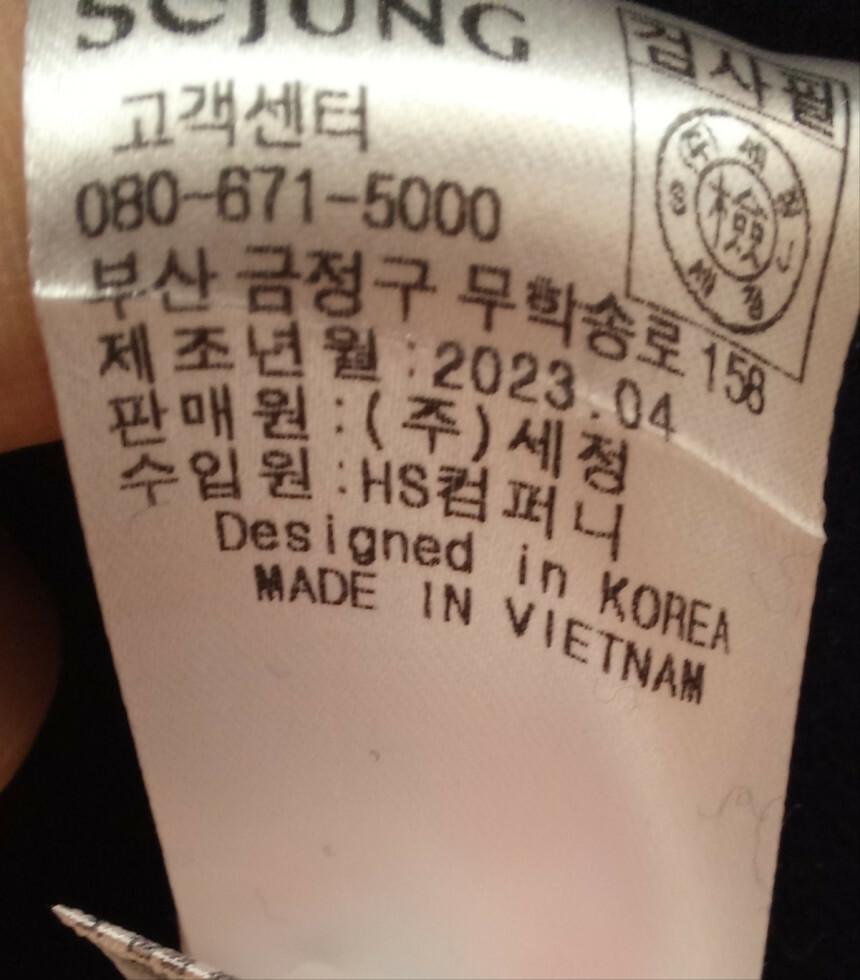 SCJUNG
검사필
고객센터
080-671-5000
檢
부산 금정구 무학송로 158
제조년월 : 2023.04
판매원 : (주)세정
수입원 : HS컴퍼니
Designed in KOREA
MADE IN VIETNAM